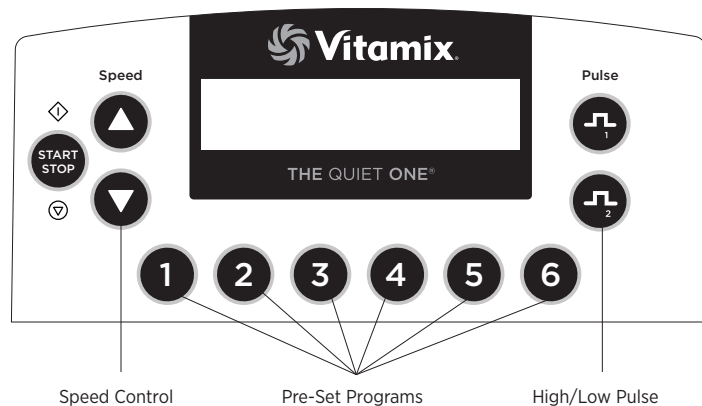 Vitamix.
Speed
Pulse
START
STOP
1
THE QUIET ONE®
2
1 2 3 4 5 6
Speed Control
Pre-Set Programs
High/Low Pulse